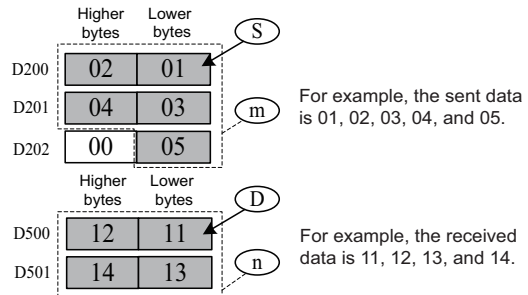 Higher bytes Lower bytes
S
D200 02 01
D201 04 03
m
D202 00 05
For example, the sent data
is 01, 02, 03, 04, and 05.
Higher bytes Lower bytes
D
D500 12 11
D501 14 13
n
For example, the received
data is 11, 12, 13, and 14.